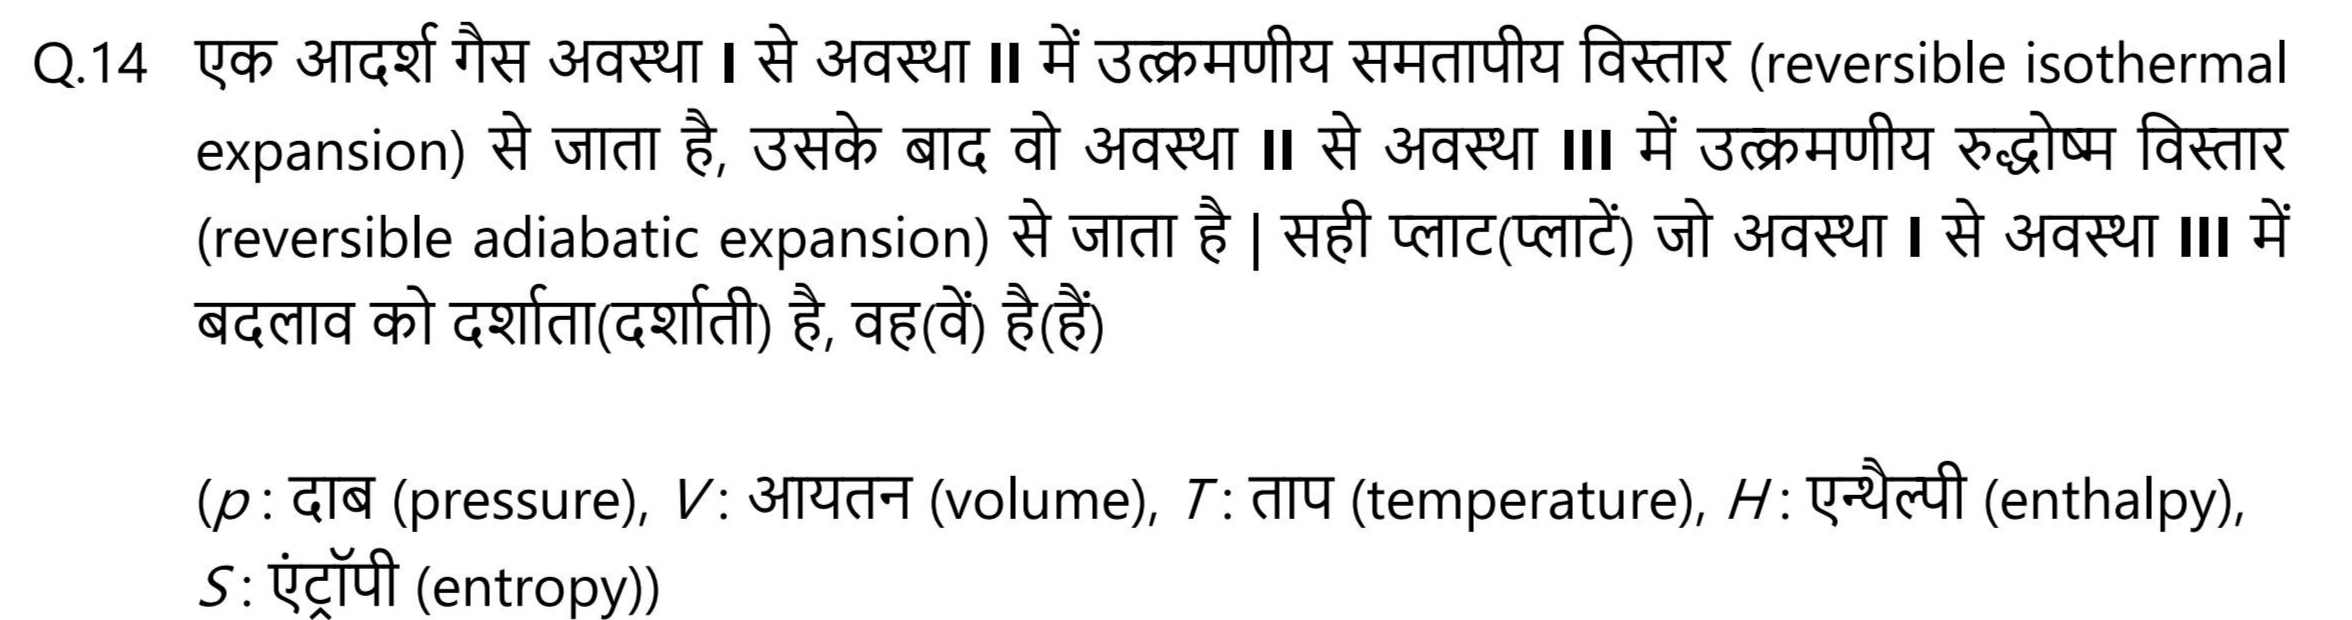 Q.14 एक आदर्श गैस अवस्था I से अवस्था II में उत्क्रमणीय समतापीय विस्तार (reversible isothermal
expansion) से जाता है, उसके बाद वो अवस्था II से अवस्था III में उत्क्रमणीय रुद्धोष्म विस्तार
(reversible adiabatic expansion) से जाता है | सही प्लाट(प्लाटें) जो अवस्था I से अवस्था III में
बदलाव को दर्शाता(दर्शाती) है, वह(वें) है(हैं)
(p : दाब (pressure), V : आयतन (volume), T : ताप (temperature), H : एन्थैल्पी (enthalpy),
S : एंट्रॉपी (entropy))